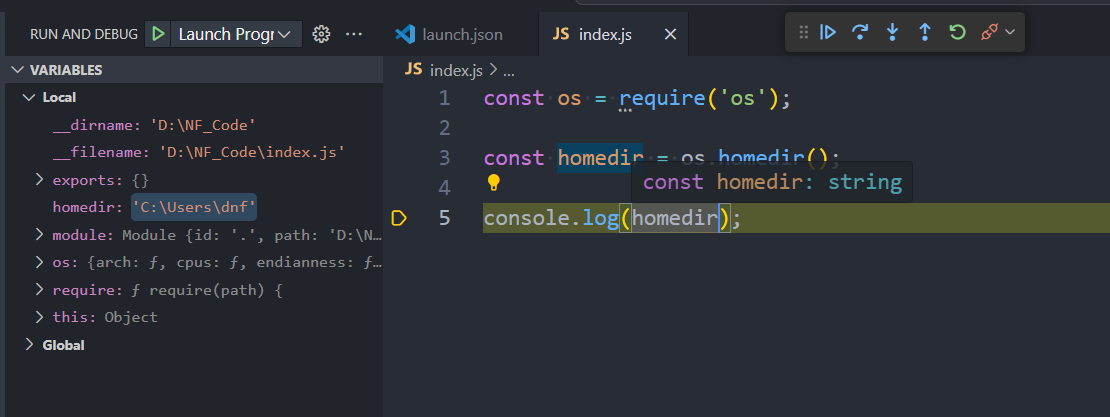 RUN AND DEBUG Launch Progr
VARIABLES
Local
__dirname: 'D:\NF_Code'
__filename: 'D:\NF_Code\index.js'
exports: {}
homedir: 'C:\Users\dnf'
module: Module {id: '.', path: 'D:\N…
os: {arch: ƒ, cpus: ƒ, endianness: ƒ…
require: ƒ require(path) {
this: Object
Global
launch.json
JS index.js
JS index.js > ...
1 const os = require('os');
2
3 const homedir = os.homedir();
4
const homedir: string
5 console.log(homedir);